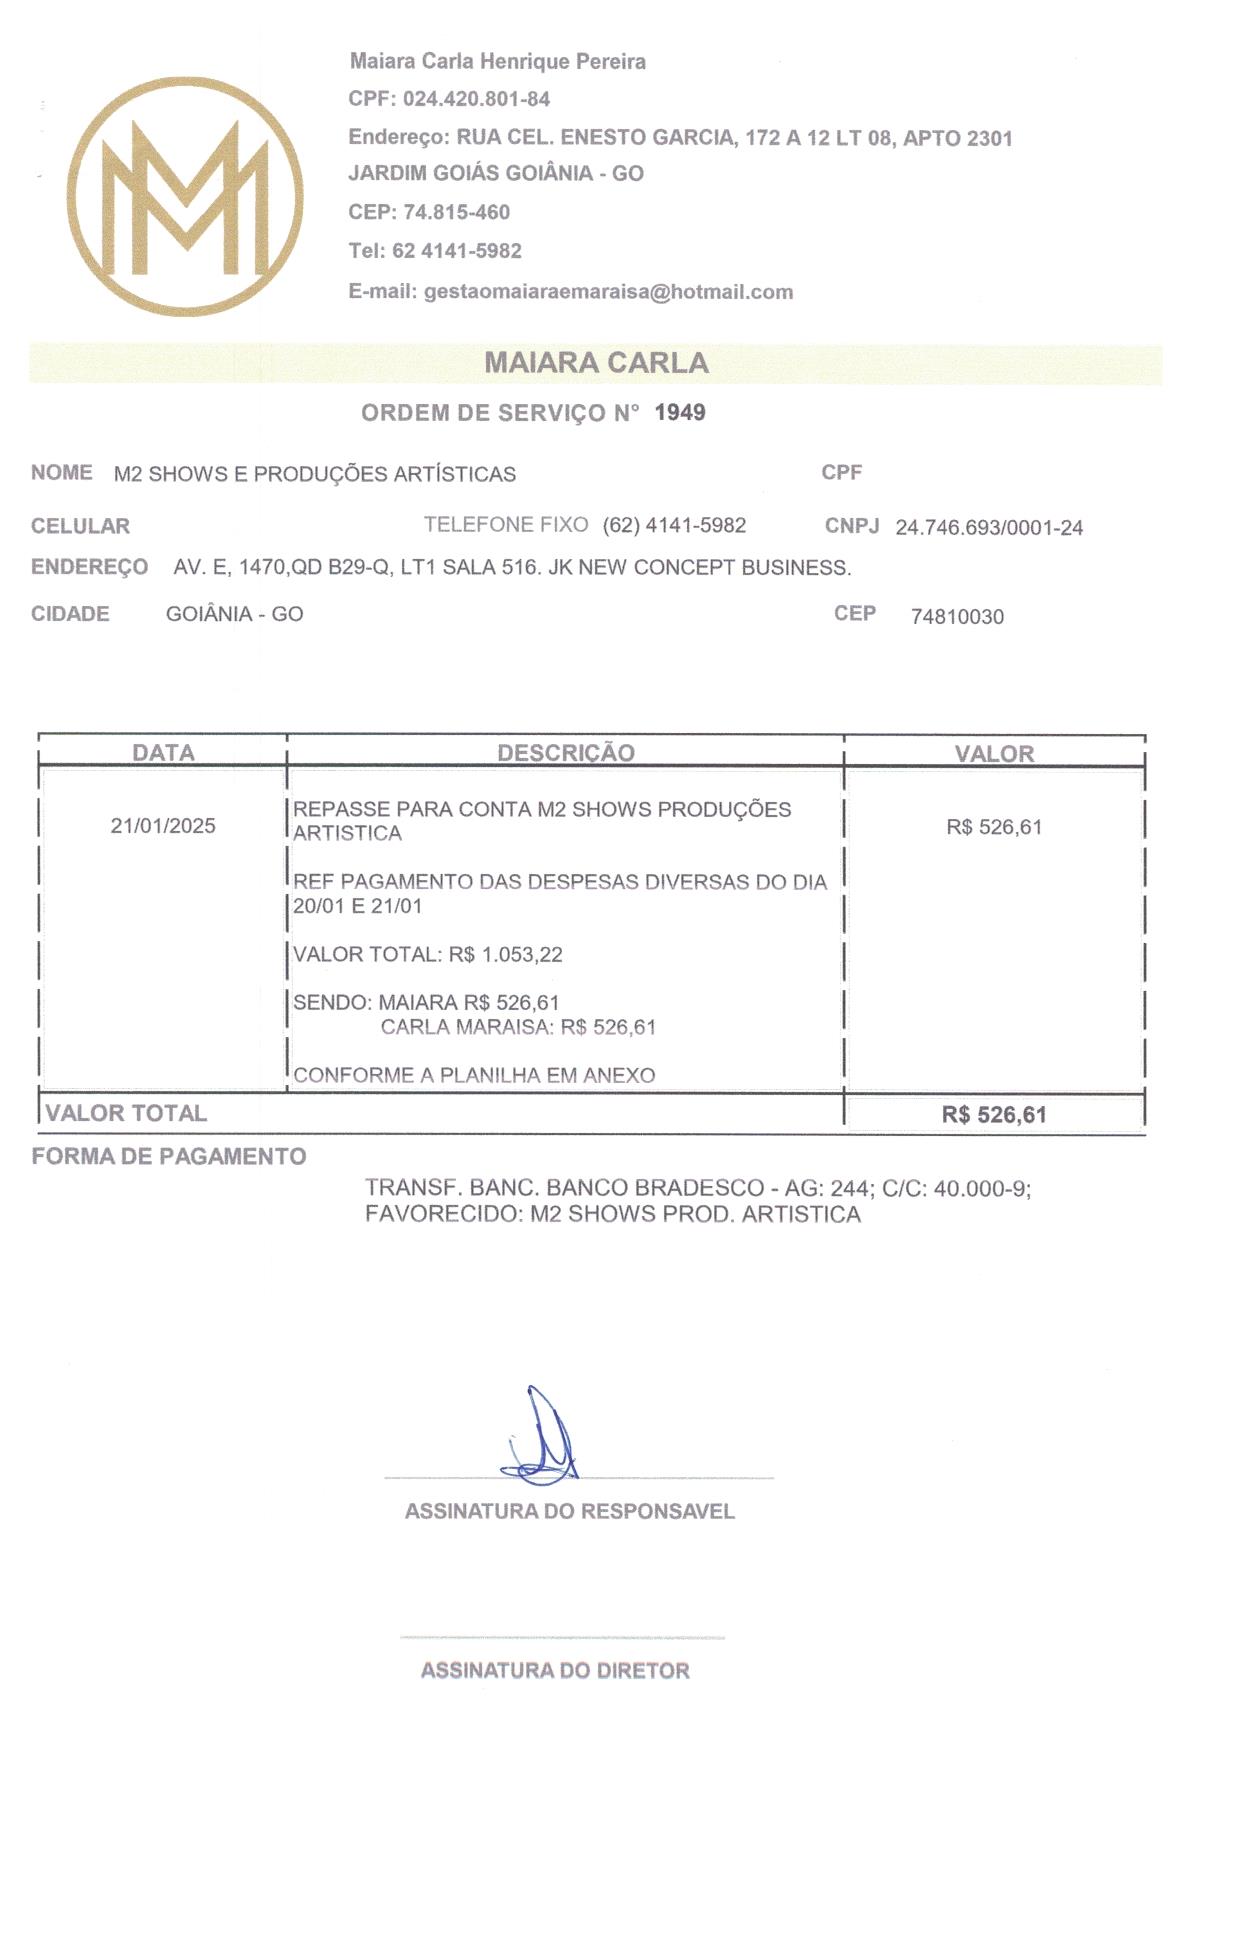 Maiara Carla Henrique Pereira
CPF: 024.420.801-84
Endereço: RUA CEL. ENESTO GARCIA, 172 A 12 LT 08, APTO 2301
JARDIM GOIÁS GOIÂNIA - GO
CEP: 74.815-460
Tel: 62 4141-5982
E-mail: gestaomaiaraemaraisa@hotmail.com
MAIARA CARLA
ORDEM DE SERVIÇO N° 1949
NOME M2 SHOWS E PRODUÇÕES ARTÍSTICAS CPF
CELULAR TELEFONE FIXO (62) 4141-5982 CNPJ 24.746.693/0001-24
ENDEREÇO AV. E, 1470,QD B29-Q, LT1 SALA 516. JK NEW CONCEPT BUSINESS.
CIDADE GOIÂNIA - GO CEP 74810030
DATA DESCRIÇÃO VALOR
REPASSE PARA CONTA M2 SHOWS PRODUÇÕES
21/01/2025 ARTISTICA R$ 526,61
REF PAGAMENTO DAS DESPESAS DIVERSAS DO DIA
20/01 E 21/01
VALOR TOTAL: R$ 1.053,22
SENDO: MAIARA R$ 526,61
CARLA MARAISA: R$ 526,61
CONFORME A PLANILHA EM ANEXO
VALOR TOTAL R$ 526,61
FORMA DE PAGAMENTO
TRANSF. BANC. BANCO BRADESCO - AG: 244; C/C: 40.000-9;
FAVORECIDO: M2 SHOWS PROD. ARTISTICA
ASSINATURA DO RESPONSAVEL
ASSINATURA DO DIRETOR